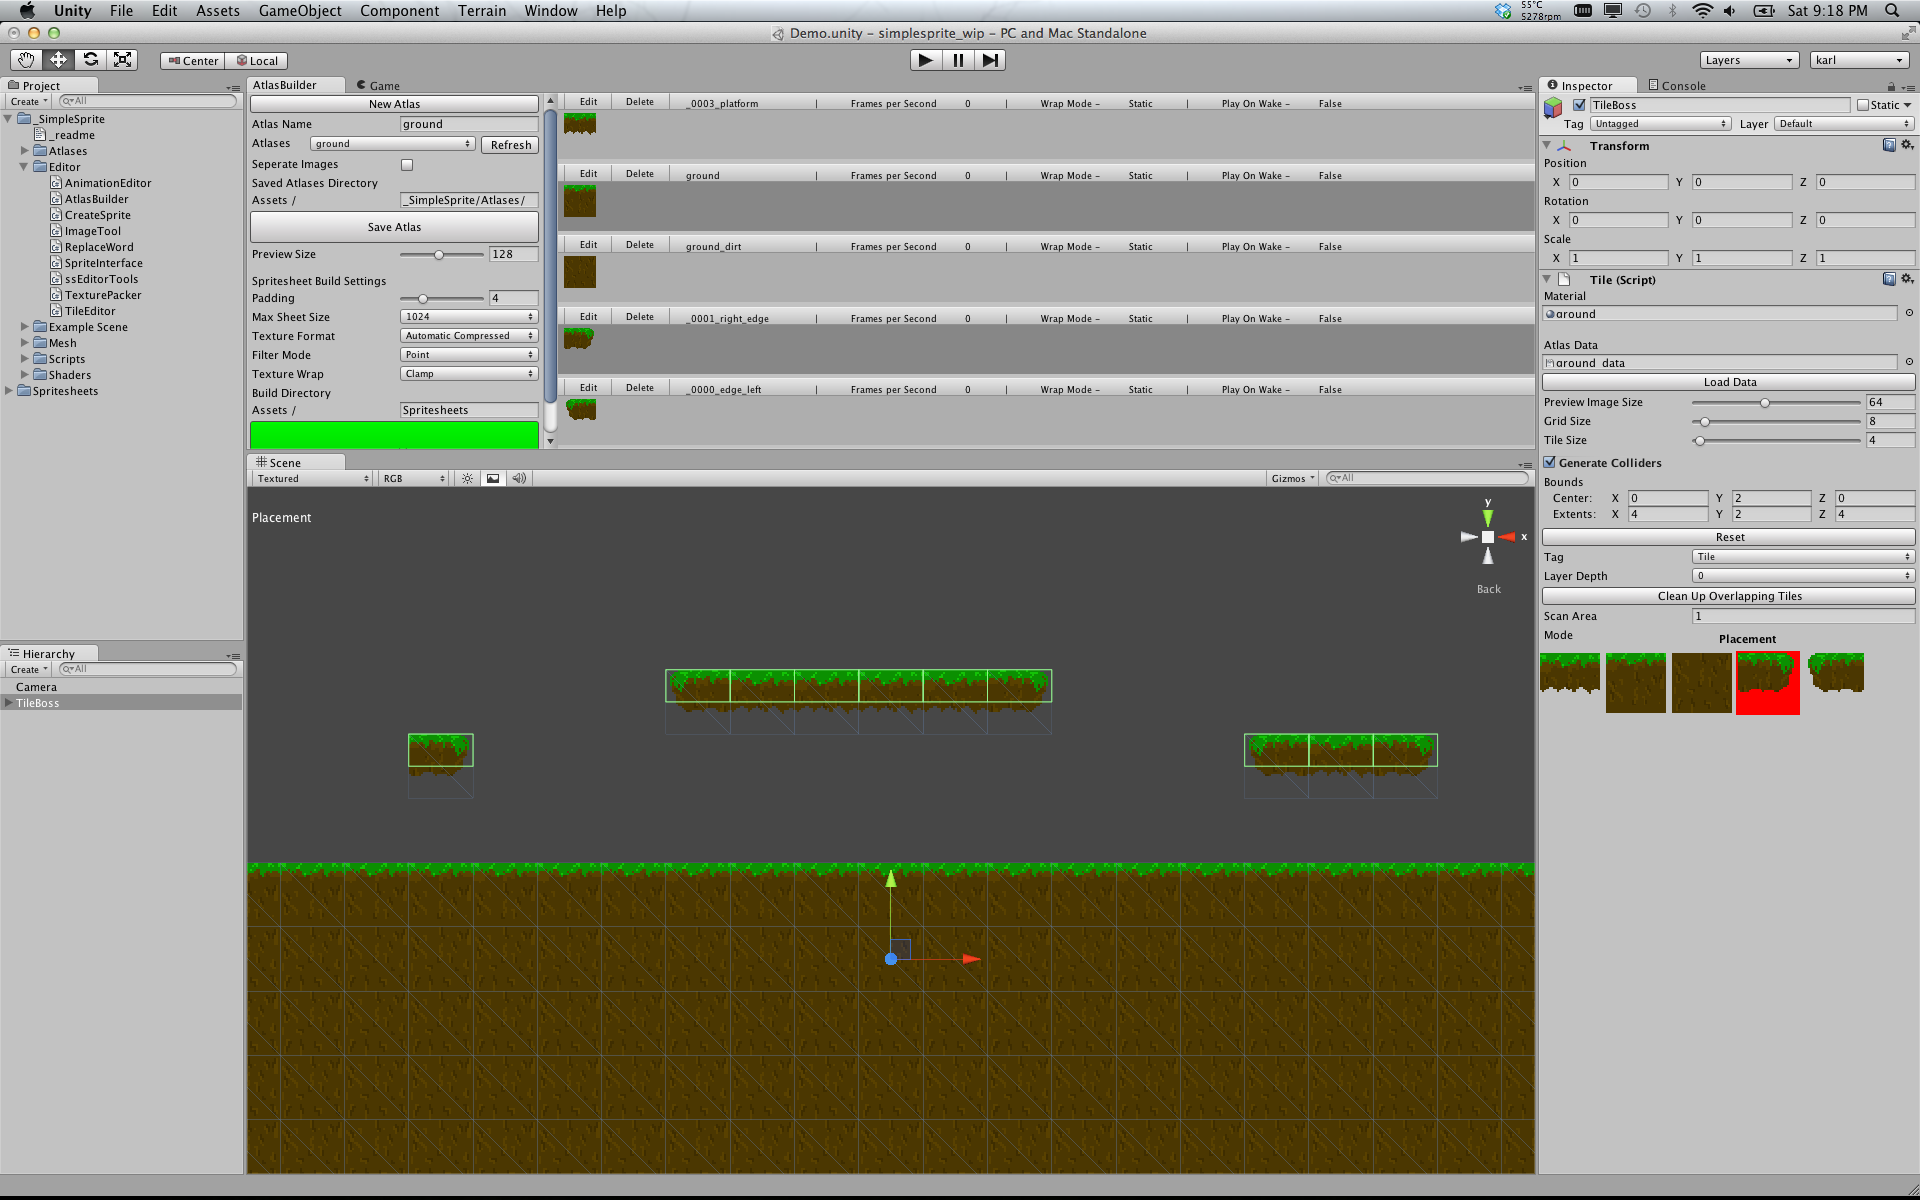 Unity File Edit Assets GameObject Component Terrain Window Help 55°C 5278rpm Sat 9:18 PM
Demo.unity – simplesprite_wip – PC and Mac Standalone
Center Local Layers karl
Project
Create All
_SimpleSprite
_readme
Atlases
Editor
AnimationEditor
AtlasBuilder
CreateSprite
ImageTool
ReplaceWord
SpriteInterface
ssEditorTools
TexturePacker
TileEditor
Example Scene
Mesh
Scripts
Shaders
Spritesheets
Hierarchy
Create All
Camera
TileBoss
AtlasBuilder Game
New Atlas
Atlas Name ground
Atlases ground Refresh
Seperate Images
Saved Atlases Directory
Assets / _SimpleSprite/Atlases/
Save Atlas
Preview Size 128
Spritesheet Build Settings
Padding 4
Max Sheet Size 1024
Texture Format Automatic Compressed
Filter Mode Point
Texture Wrap Clamp
Build Directory
Assets / Spritesheets
Edit Delete _0003_platform | Frames per Second 0 | Wrap Mode – Static | Play On Wake – False
Edit Delete ground | Frames per Second 0 | Wrap Mode – Static | Play On Wake – False
Edit Delete ground_dirt | Frames per Second 0 | Wrap Mode – Static | Play On Wake – False
Edit Delete _0001_right_edge | Frames per Second 0 | Wrap Mode – Static | Play On Wake – False
Edit Delete _0000_edge_left | Frames per Second 0 | Wrap Mode – Static | Play On Wake – False
Scene
Textured RGB Gizmos All
Placement
y
x
Back
Inspector Console
TileBoss Static
Tag Untagged Layer Default
Transform
Position
X 0 Y 0 Z 0
Rotation
X 0 Y 0 Z 0
Scale
X 1 Y 1 Z 1
Tile (Script)
Material
ground
Atlas Data
ground_data
Load Data
Preview Image Size 64
Grid Size 8
Tile Size 4
Generate Colliders
Bounds
Center: X 0 Y 2 Z 0
Extents: X 4 Y 2 Z 4
Reset
Tag Tile
Layer Depth 0
Clean Up Overlapping Tiles
Scan Area 1
Mode Placement